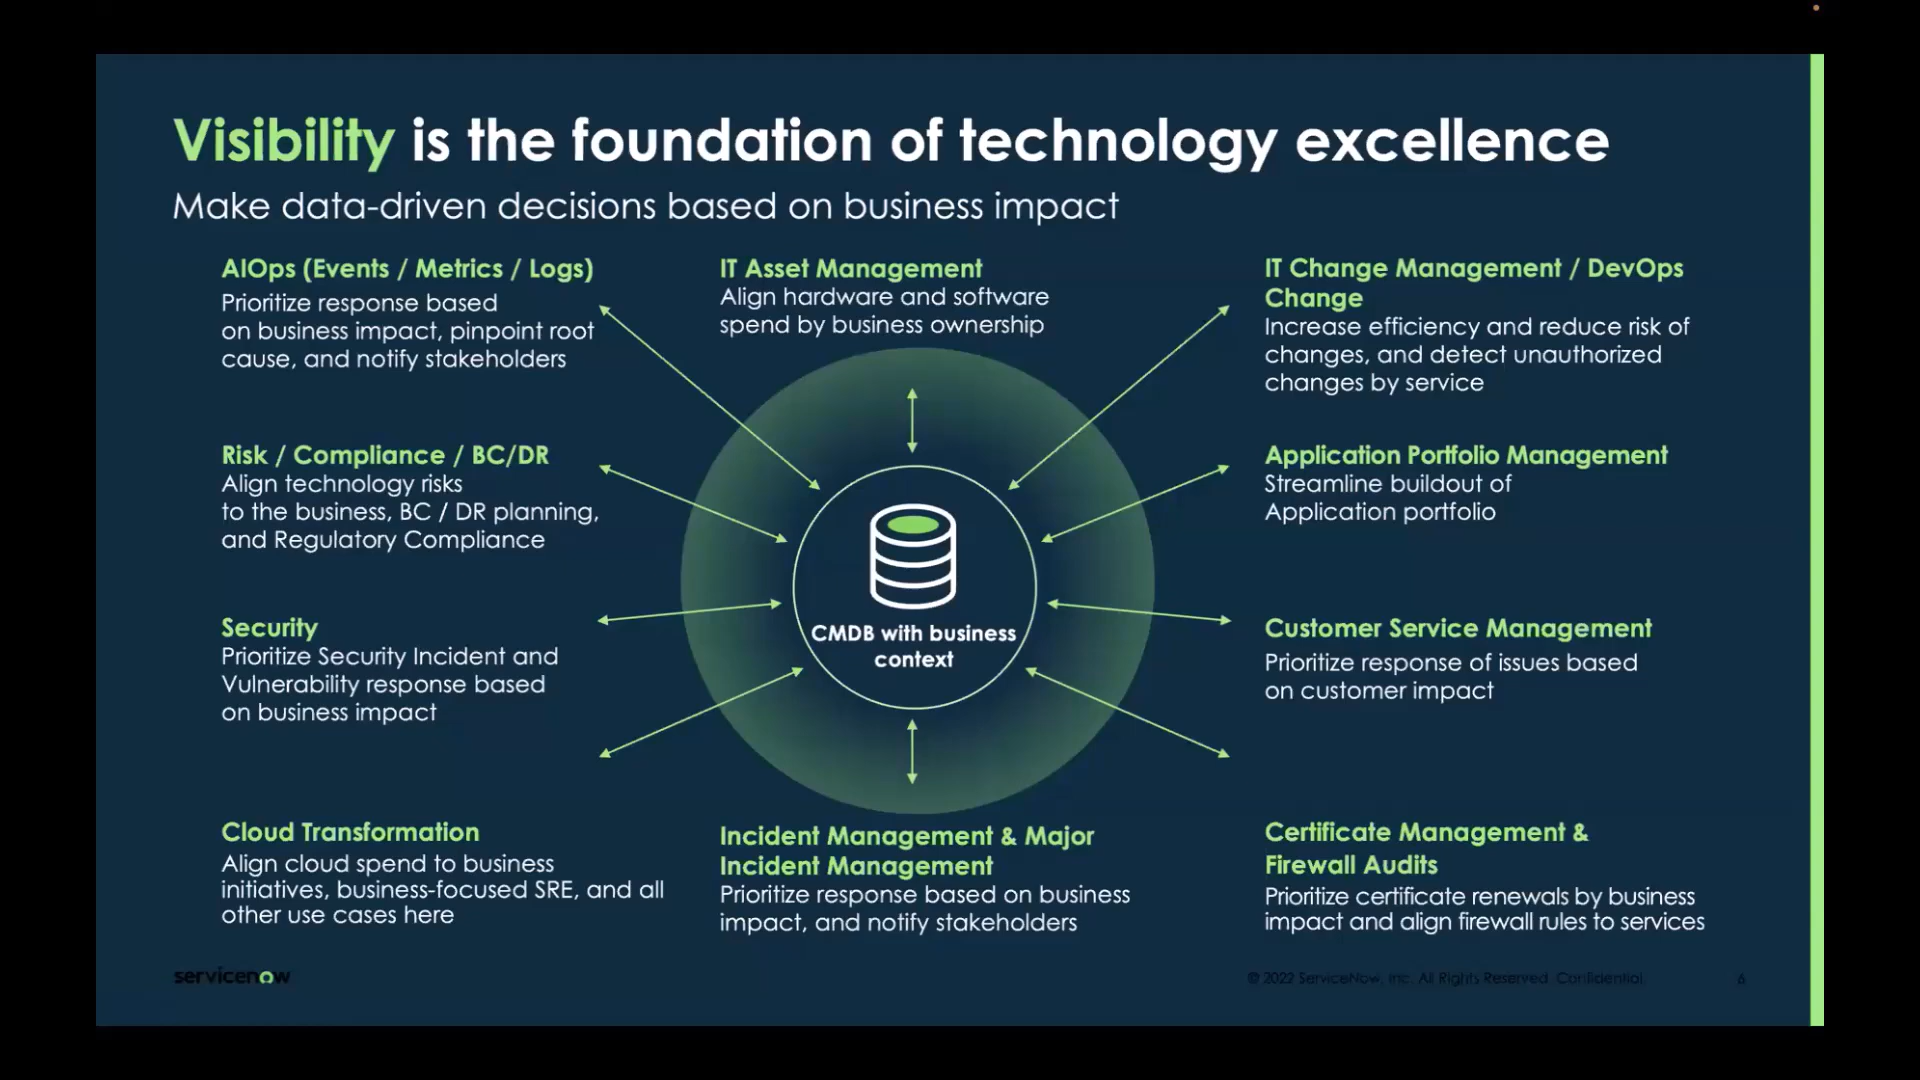 Visibility is the foundation of technology excellence
Make data-driven decisions based on business impact
AIOps (Events / Metrics / Logs)
Prioritize response based
on business impact, pinpoint root
cause, and notify stakeholders
IT Asset Management
Align hardware and software
spend by business ownership
IT Change Management / DevOps
Change
Increase efficiency and reduce risk of
changes, and detect unauthorized
changes by service
Risk / Compliance / BC/DR
Align technology risks
to the business, BC / DR planning,
and Regulatory Compliance
Application Portfolio Management
Streamline buildout of
Application portfolio
CMDB with business
context
Security
Prioritize Security Incident and
Vulnerability response based
on business impact
Customer Service Management
Prioritize response of issues based
on customer impact
Cloud Transformation
Align cloud spend to business
initiatives, business-focused SRE, and all
other use cases here
Incident Management & Major
Incident Management
Prioritize response based on business
impact, and notify stakeholders
Certificate Management &
Firewall Audits
Prioritize certificate renewals by business
impact and align firewall rules to services
servicenow
© 2022 ServiceNow, Inc. All Rights Reserved. Confidential.
6